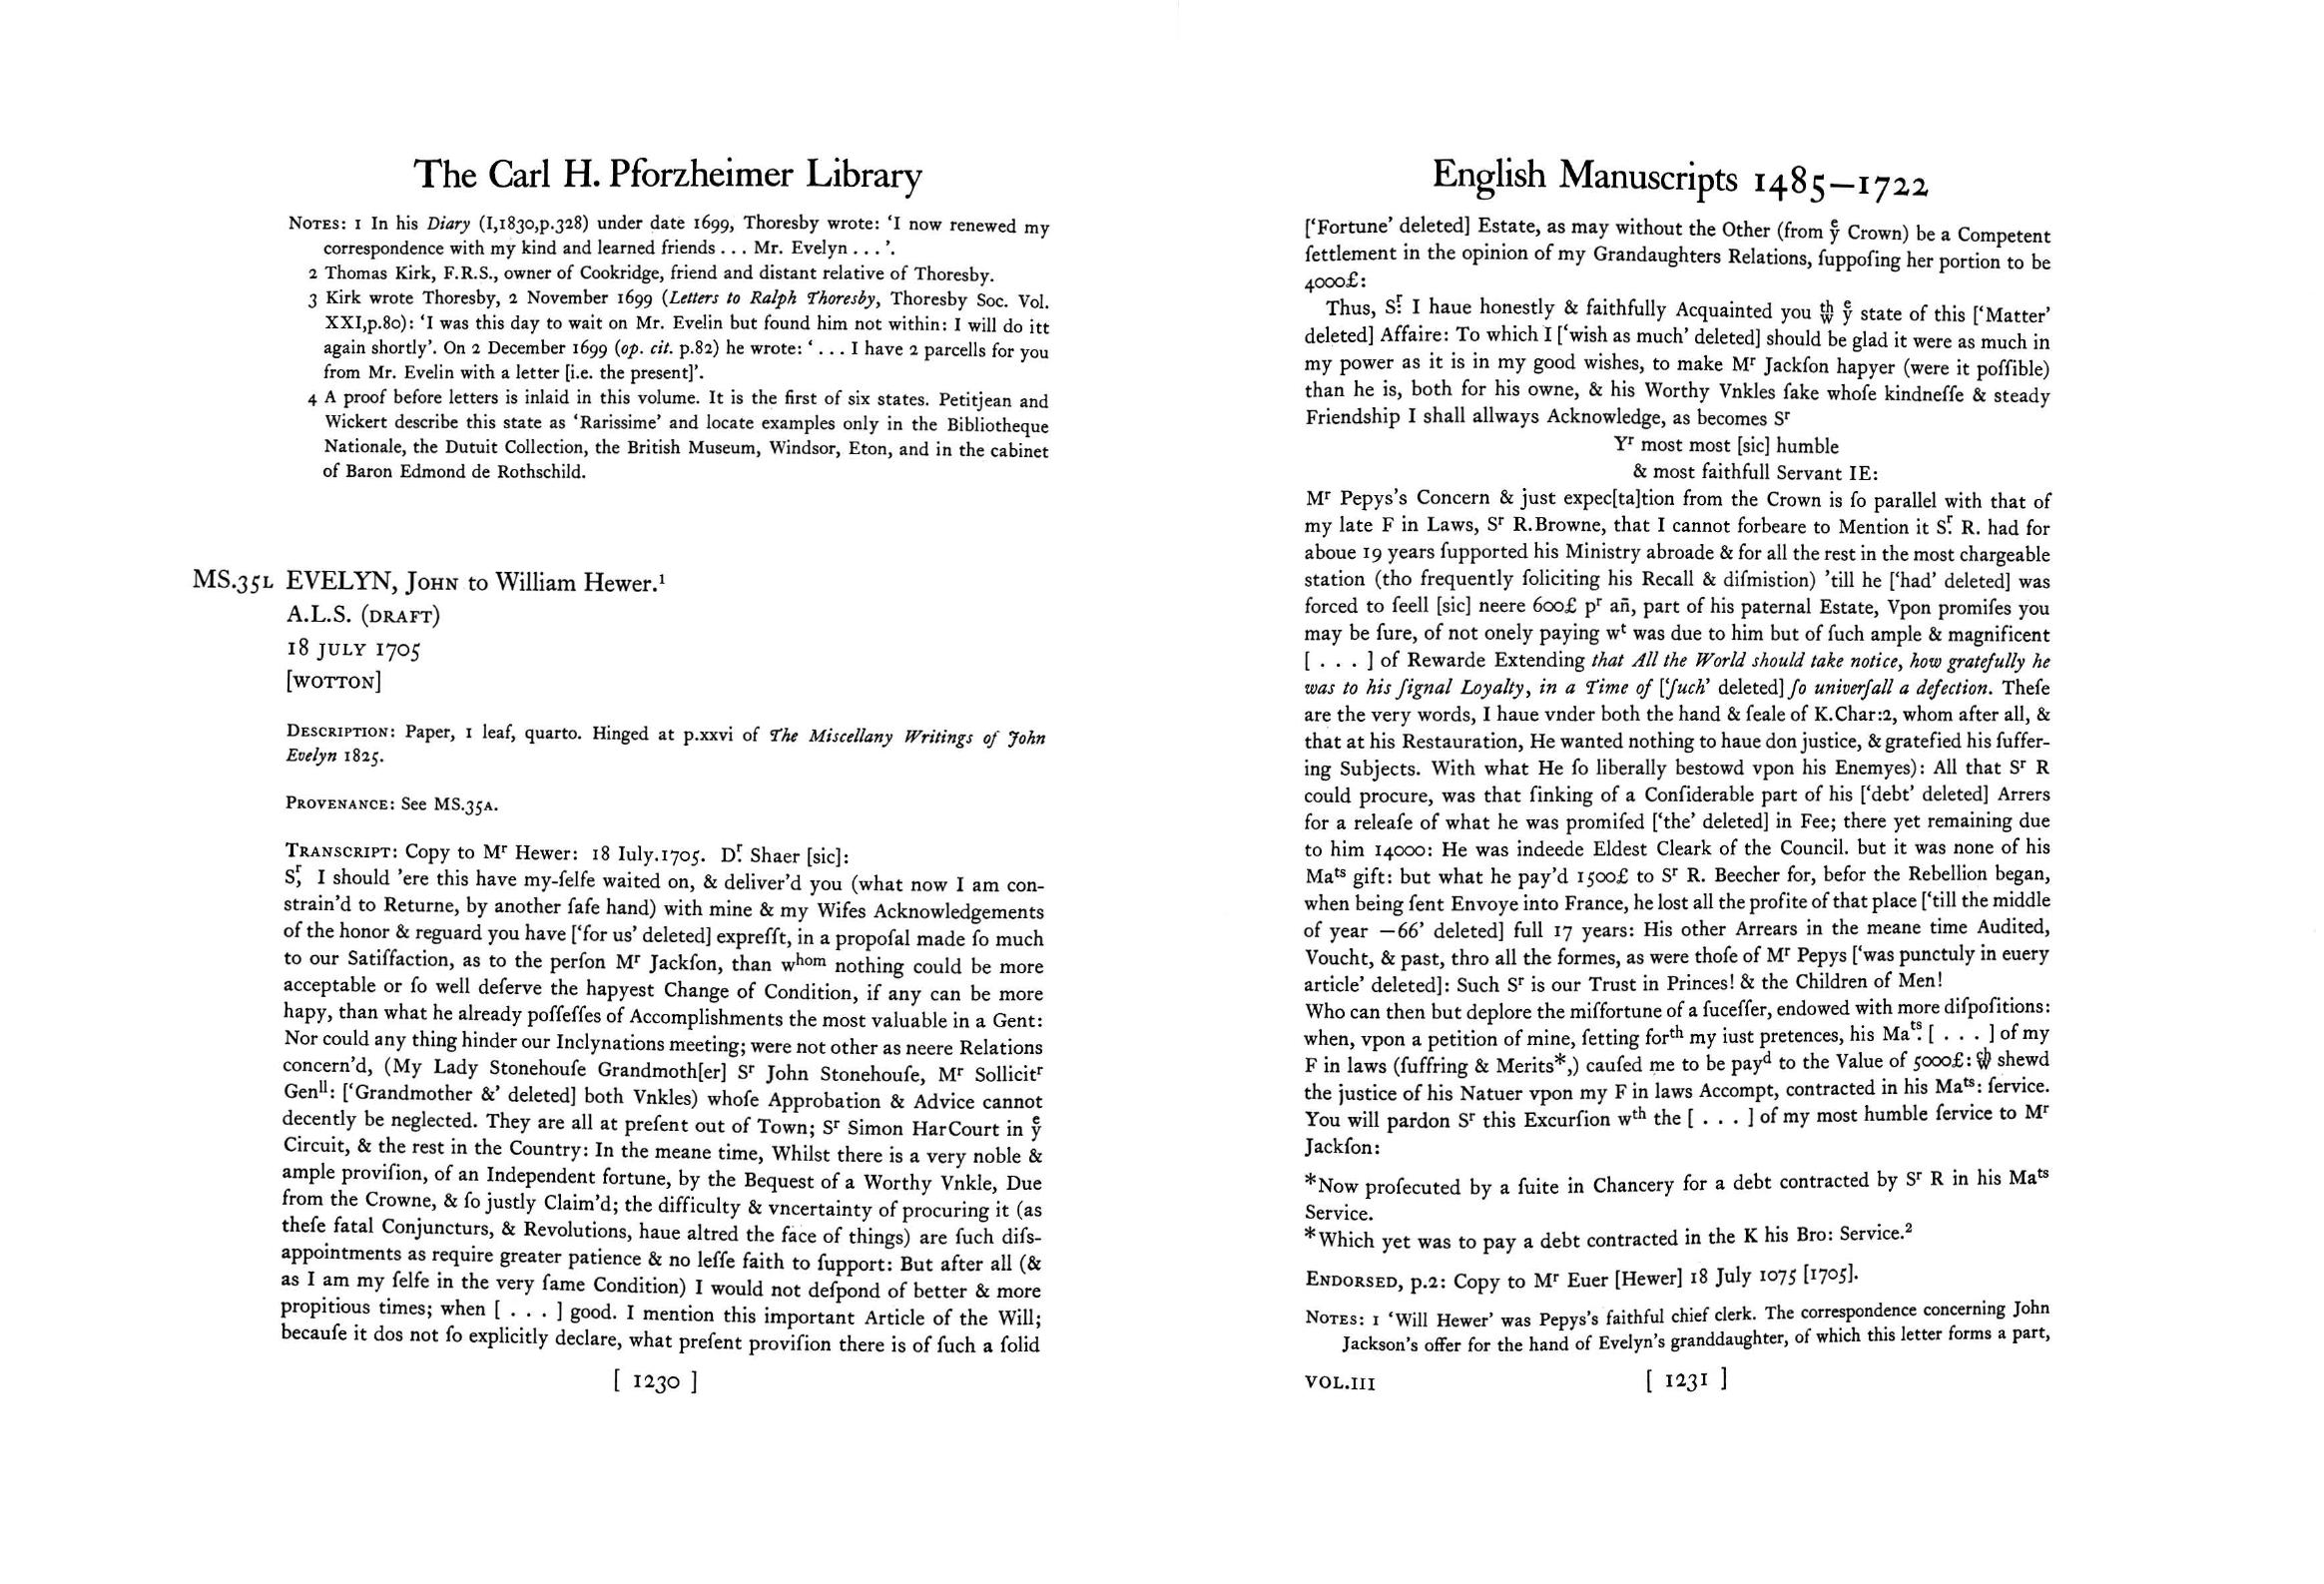 The Carl H. Pforzheimer Library
NOTES: 1 In his Diary (I,1830,p.328) under date 1699, Thoresby wrote: ‘I now renewed my
correspondence with my kind and learned friends . . . Mr. Evelyn . . . ’.
2 Thomas Kirk, F.R.S., owner of Cookridge, friend and distant relative of Thoresby.
3 Kirk wrote Thoresby, 2 November 1699 (Letters to Ralph Thoresby, Thoresby Soc. Vol.
XXI,p.80): ‘I was this day to wait on Mr. Evelin but found him not within: I will do itt
again shortly’. On 2 December 1699 (op. cit. p.82) he wrote: ‘ . . . I have 2 parcells for you
from Mr. Evelin with a letter [i.e. the present]’.
4 A proof before letters is inlaid in this volume. It is the first of six states. Petitjean and
Wickert describe this state as ‘Rarissime’ and locate examples only in the Bibliotheque
Nationale, the Dutuit Collection, the British Museum, Windsor, Eton, and in the cabinet
of Baron Edmond de Rothschild.
MS.35L EVELYN, JOHN to William Hewer.¹
A.L.S. (DRAFT)
18 JULY 1705
[WOTTON]
DESCRIPTION: Paper, 1 leaf, quarto. Hinged at p.xxvi of The Miscellany Writings of John
Evelyn 1825.
PROVENANCE: See MS.35A.
TRANSCRIPT: Copy to Mʳ Hewer: 18 Iuly.1705. Dʳ. Shaer [sic]:
Sʳ, I should ’ere this have my-ſelfe waited on, & deliver’d you (what now I am con-
strain’d to Returne, by another ſafe hand) with mine & my Wifes Acknowledgements
of the honor & reguard you have [‘for us’ deleted] expreſſt, in a propoſal made ſo much
to our Satiſfaction, as to the perſon Mʳ Jackſon, than wʰᵒᵐ nothing could be more
acceptable or ſo well deſerve the hapyest Change of Condition, if any can be more
hapy, than what he already poſſeſſes of Accomplishments the most valuable in a Gent:
Nor could any thing hinder our Inclynations meeting; were not other as neere Relations
concern’d, (My Lady Stonehouſe Grandmoth[er] Sʳ John Stonehouſe, Mʳ Sollicitʳ
Genˡˡ: [‘Grandmother &’ deleted] both Vnkles) whoſe Approbation & Advice cannot
decently be neglected. They are all at preſent out of Town; Sʳ Simon HarCourt in yᵉ
Circuit, & the rest in the Country: In the meane time, Whilst there is a very noble &
ample proviſion, of an Independent fortune, by the Bequest of a Worthy Vnkle, Due
from the Crowne, & ſo justly Claim’d; the difficulty & vncertainty of procuring it (as
theſe fatal Conjuncturs, & Revolutions, haue altred the face of things) are ſuch diſs-
appointments as require greater patience & no leſſe faith to ſupport: But after all (&
as I am my ſelfe in the very ſame Condition) I would not deſpond of better & more
propitious times; when [ . . . ] good. I mention this important Article of the Will;
becauſe it dos not ſo explicitly declare, what preſent proviſion there is of ſuch a ſolid
[ 1230 ]
English Manuscripts 1485–1722
[‘Fortune’ deleted] Estate, as may without the Other (from yᵉ Crown) be a Competent
ſettlement in the opinion of my Grandaughters Relations, ſuppoſing her portion to be
4000£:
Thus, Sʳ: I haue honestly & faithfully Acquainted you wᵗʰ yᵉ state of this [‘Matter’
deleted] Affaire: To which I [‘wish as much’ deleted] should be glad it were as much in
my power as it is in my good wishes, to make Mʳ Jackſon hapyer (were it poſſible)
than he is, both for his owne, & his Worthy Vnkles ſake whoſe kindneſſe & steady
Friendship I shall allways Acknowledge, as becomes Sʳ
Yʳ most most [sic] humble
& most faithfull Servant IE:
Mʳ Pepys’s Concern & just expec[ta]tion from the Crown is ſo parallel with that of
my late F in Laws, Sʳ R.Browne, that I cannot forbeare to Mention it Sʳ. R. had for
aboue 19 years ſupported his Ministry abroade & for all the rest in the most chargeable
station (tho frequently ſoliciting his Recall & diſmistion) ’till he [‘had’ deleted] was
forced to ſeell [sic] neere 600£ pʳ an̄, part of his paternal Estate, Vpon promiſes you
may be ſure, of not onely paying wᵗ was due to him but of ſuch ample & magnificent
[ . . . ] of Rewarde Extending that All the World should take notice, how gratefully he
was to his ſignal Loyalty, in a Time of [‘ſuch’ deleted] ſo univerſall a defection. Theſe
are the very words, I haue vnder both the hand & ſeale of K.Char:2, whom after all, &
that at his Restauration, He wanted nothing to haue don justice, & gratefied his ſuffer-
ing Subjects. With what He ſo liberally bestowd vpon his Enemyes): All that Sʳ R
could procure, was that ſinking of a Conſiderable part of his [‘debt’ deleted] Arrers
for a releaſe of what he was promiſed [‘the’ deleted] in Fee; there yet remaining due
to him 14000: He was indeede Eldest Cleark of the Council. but it was none of his
Maᵗˢ gift: but what he pay’d 1500£ to Sʳ R. Beecher for, befor the Rebellion began,
when being ſent Envoye into France, he lost all the profite of that place [‘till the middle
of year —66’ deleted] full 17 years: His other Arrears in the meane time Audited,
Voucht, & past, thro all the formes, as were thoſe of Mʳ Pepys [‘was punctuly in euery
article’ deleted]: Such Sʳ is our Trust in Princes! & the Children of Men!
Who can then but deplore the miſfortune of a ſuceſſer, endowed with more diſpoſitions:
when, vpon a petition of mine, ſetting forᵗʰ my iust pretences, his Maᵗˢ. [ . . . ] of my
F in laws (ſuffring & Merits*,) cauſed me to be payᵈ to the Value of 5000£: wᶜʰ shewd
the justice of his Natuer vpon my F in laws Accompt, contracted in his Maᵗˢ: ſervice.
You will pardon Sʳ this Excurſion wᵗʰ the [ . . . ] of my most humble ſervice to Mʳ
Jackſon:
*Now proſecuted by a ſuite in Chancery for a debt contracted by Sʳ R in his Maᵗˢ
Service.
*Which yet was to pay a debt contracted in the K his Bro: Service.²
ENDORSED, p.2: Copy to Mʳ Euer [Hewer] 18 July 1075 [1705].
NOTES: 1 ‘Will Hewer’ was Pepys’s faithful chief clerk. The correspondence concerning John
Jackson’s offer for the hand of Evelyn’s granddaughter, of which this letter forms a part,
VOL.III
[ 1231 ]